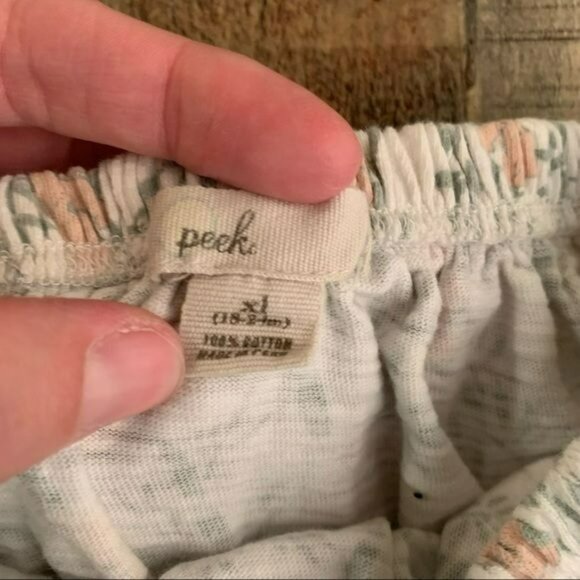 peek.
xl
(18-24m)
100% COTTON
MADE IN